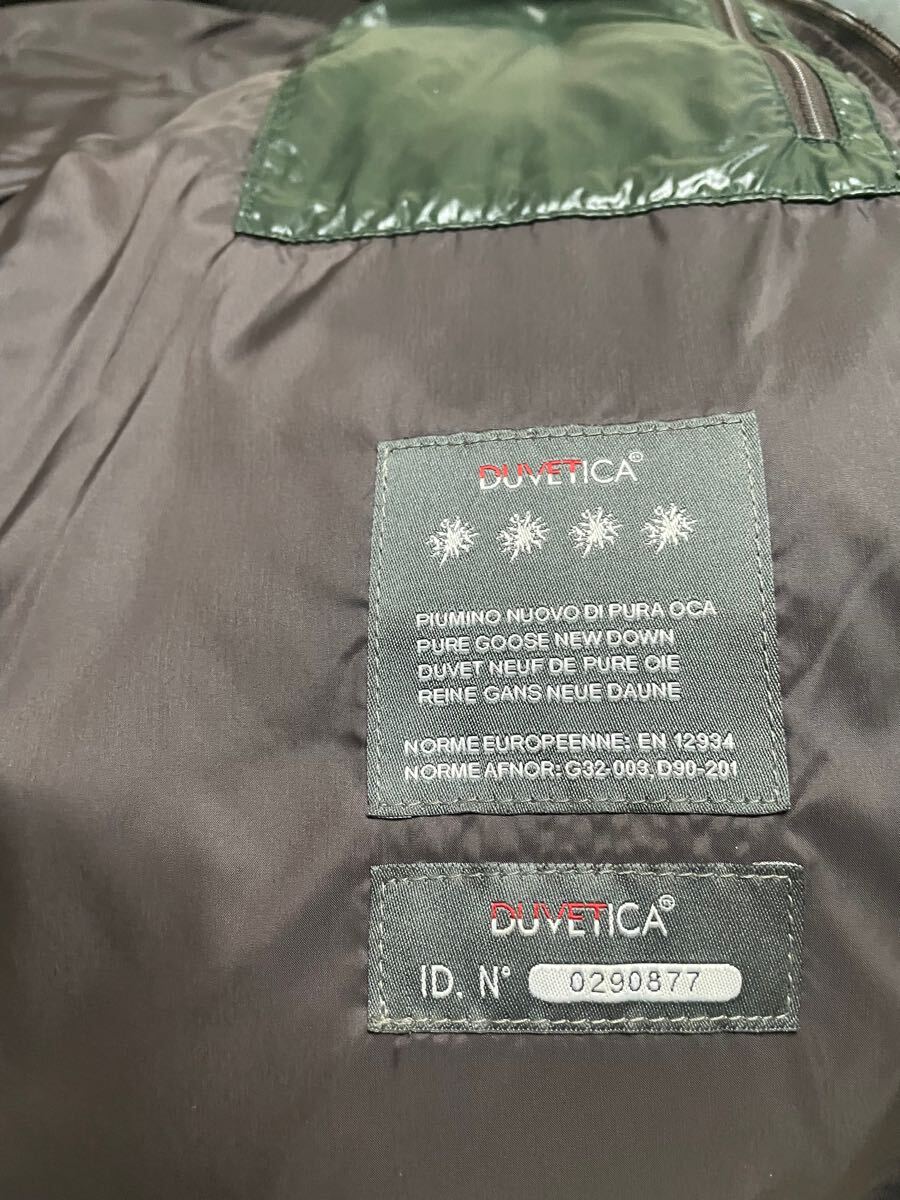 DUVETICA®
PIUMINO NUOVO DI PURA OCA
PURE GOOSE NEW DOWN
DUVET NEUF DE PURE OIE
REINE GANS NEUE DAUNE
NORME EUROPEENNE: EN 12934
NORME AFNOR: G32-003, D90-201
DUVETICA®
ID. N° 0290877